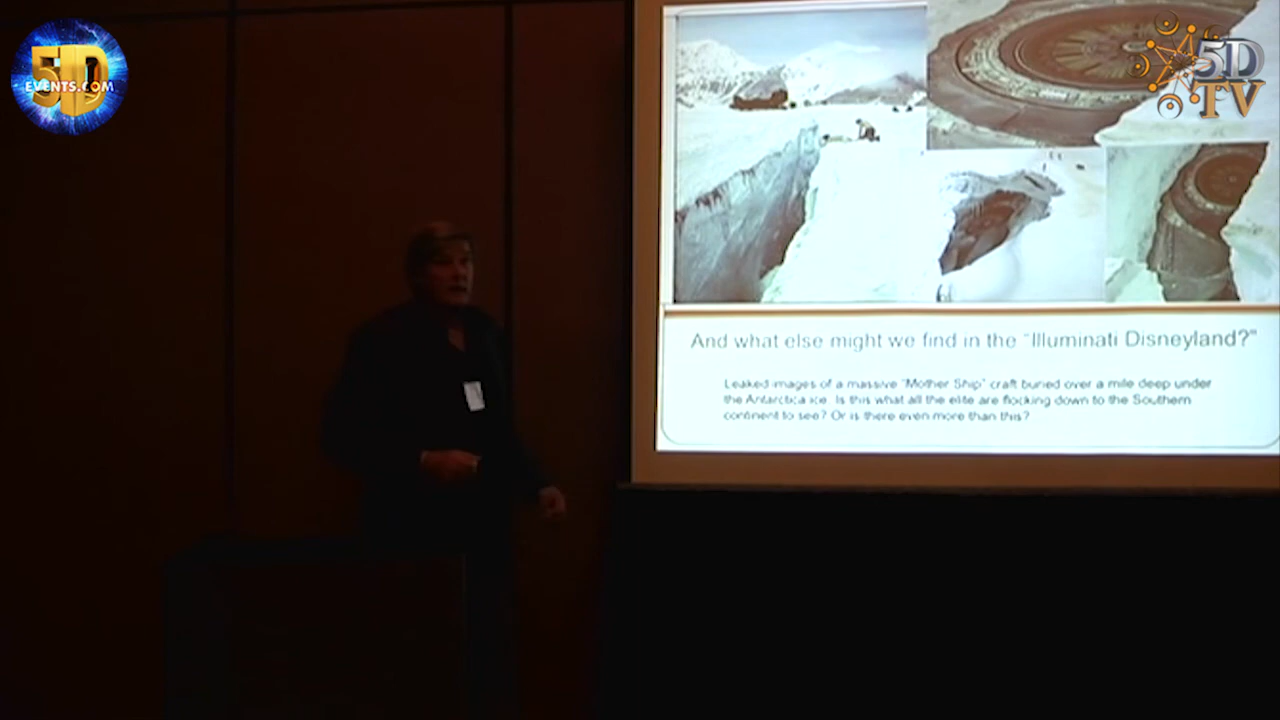 5D
EVENTS.COM
5D
TV
And what else might we find in the "Illuminati Disneyland?"
Leaked images of a massive "Mother Ship" craft buried over a mile deep under
the Antarctica ice. Is this what all the elite are flocking down to the Southern
continent to see? Or is there even more than this?